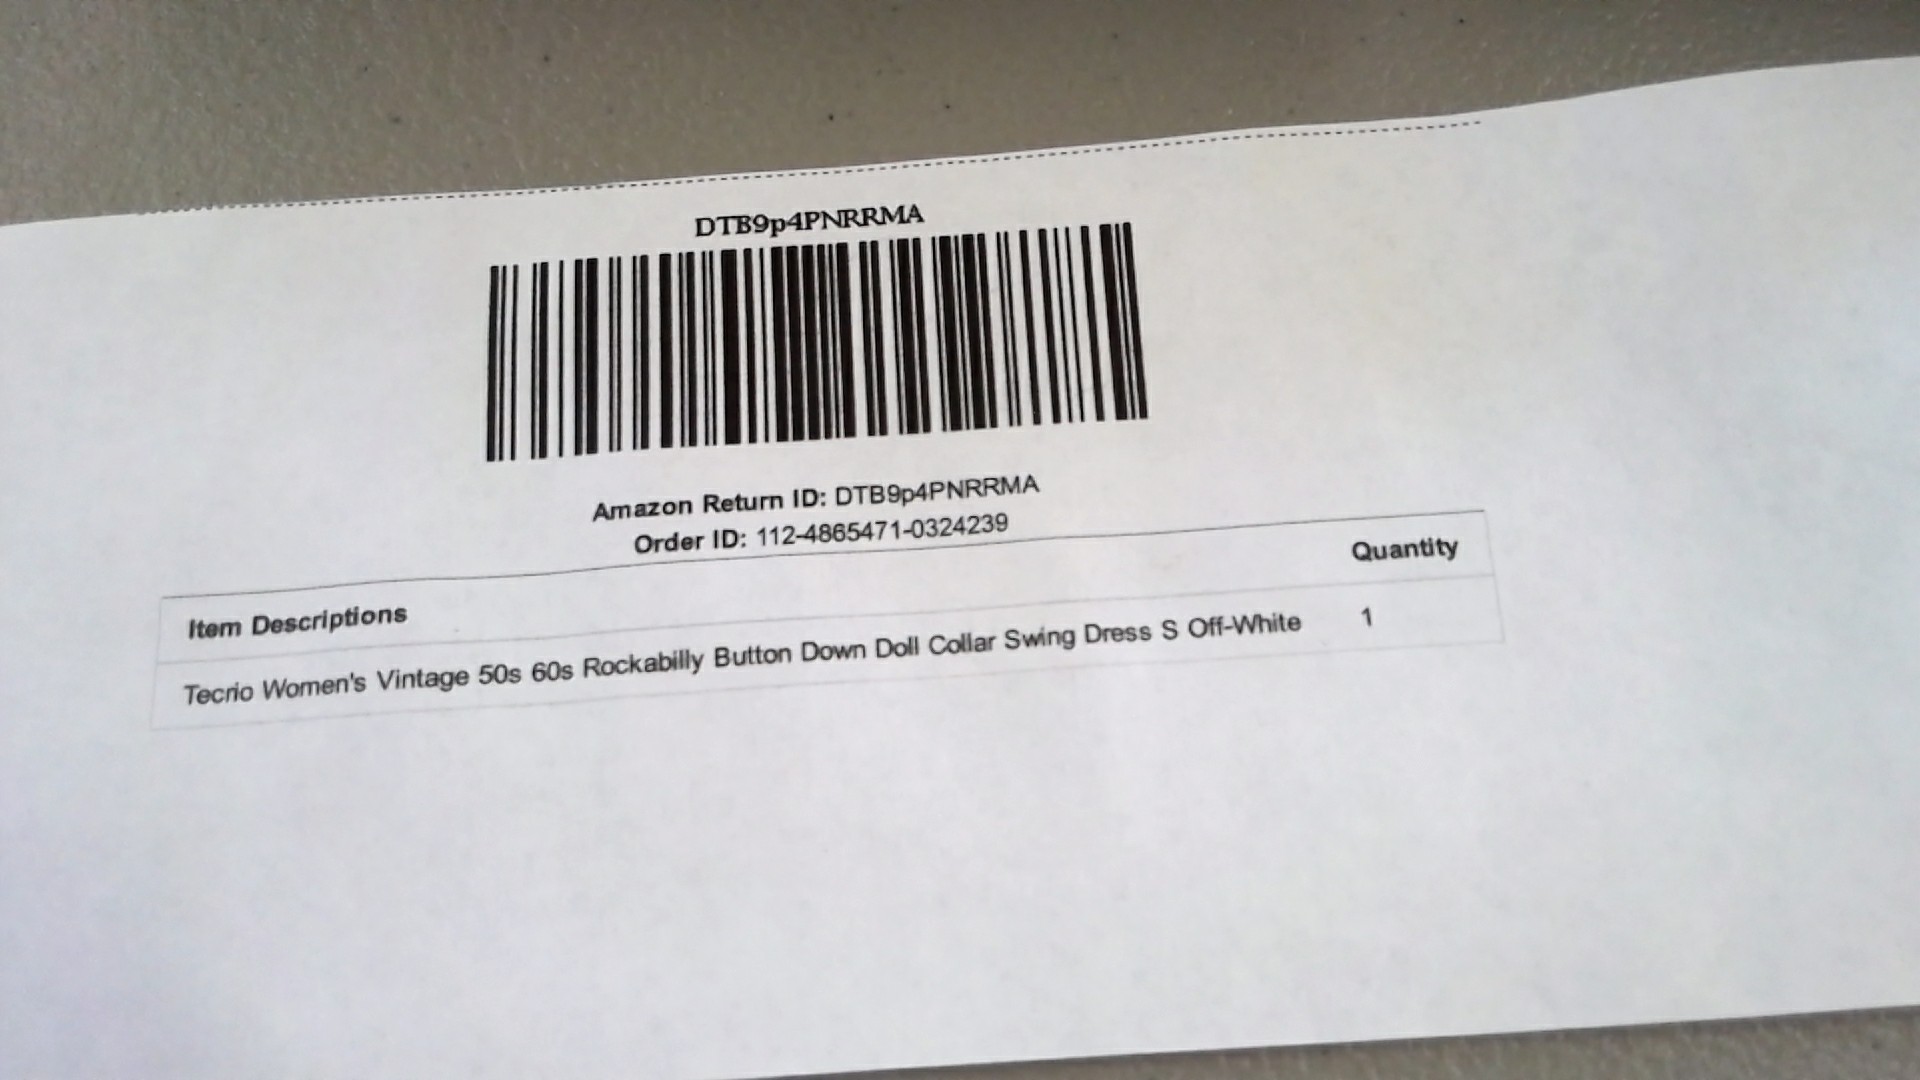 DTB9p4PNRRMA
Amazon Return ID: DTB9p4PNRRMA
Order ID: 112-4865471-0324239
Item Descriptions Quantity
Tecrio Women's Vintage 50s 60s Rockabilly Button Down Doll Collar Swing Dress S Off-White 1